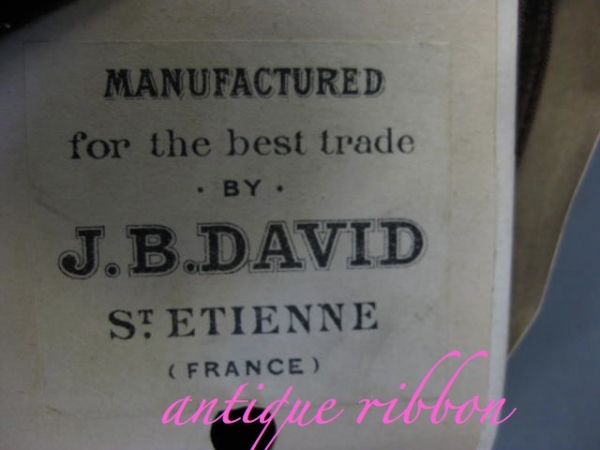 MANUFACTURED
for the best trade
· BY ·
J.B.DAVID
ST ETIENNE
(FRANCE)
antique ribbon